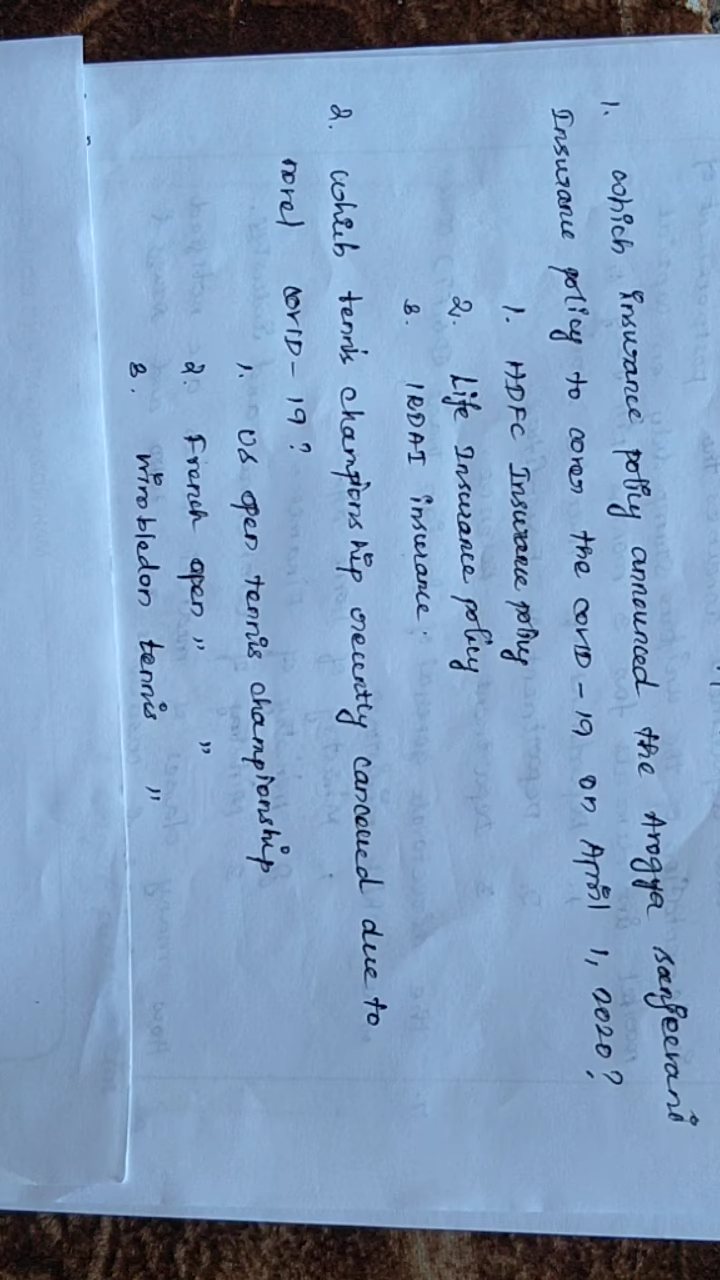 1. which insurance policy announced the Arogya sanjeevani
Insurance policy to cover the covID-19 on April 1, 2020?
1. HDFC Insurance policy
2. Life Insurance policy
3. IRDAI insurance.
2. which tennis championship recently canceled due to
novel covID-19?
1. US open tennis championship
2. French open " "
3. wimbledon tennis "